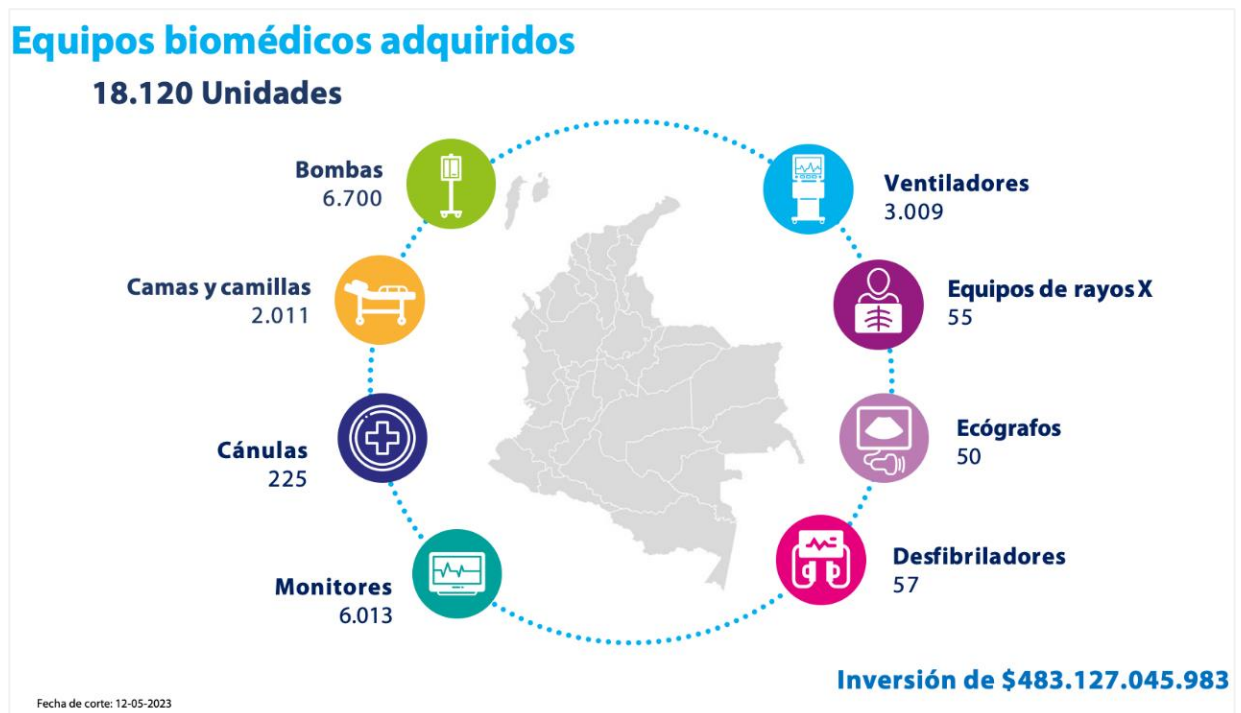 Equipos biomédicos adquiridos
18.120 Unidades
Bombas
6.700
Camas y camillas
2.011
Cánulas
225
Monitores
6.013
Ventiladores
3.009
Equipos de rayos X
55
Ecógrafos
50
Desfibriladores
57
Inversión de $483.127.045.983
Fecha de corte: 12-05-2023